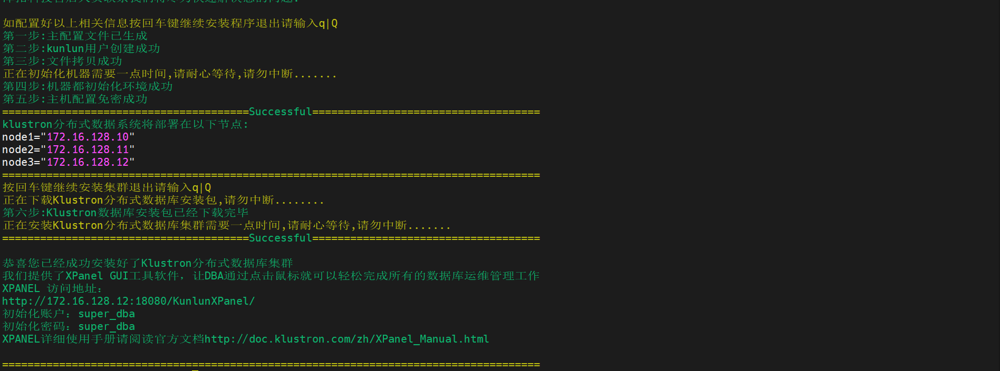 如配置好以上相关信息按回车键继续安装程序退出请输入q|Q
第一步:主配置文件已生成
第二步:kunlun用户创建成功
第三步:文件拷贝成功
正在初始化机器需要一点时间,请耐心等待,请勿中断.......
第四步:机器都初始化环境成功
第五步:主机配置免密成功
=======================================Successful====================================
klustron分布式数据系统将部署在以下节点:
node1="172.16.128.10"
node2="172.16.128.11"
node3="172.16.128.12"
=====================================================================================
按回车键继续安装集群退出请输入q|Q
正在下载Klustron分布式数据库安装包,请勿中断........
第六步:Klustron数据库安装包已经下载完毕
正在安装Klustron分布式数据库集群需要一点时间,请耐心等待,请勿中断.......
=======================================Successful====================================
恭喜您已经成功安装好了Klustron分布式数据库集群
我们提供了XPanel GUI工具软件，让DBA通过点击鼠标就可以轻松完成所有的数据库运维管理工作
XPANEL 访问地址：
http://172.16.128.12:18080/KunlunXPanel/
初始化账户：super_dba
初始化密码：super_dba
XPANEL详细使用手册请阅读官方文档http://doc.klustron.com/zh/XPanel_Manual.html
=====================================================================================